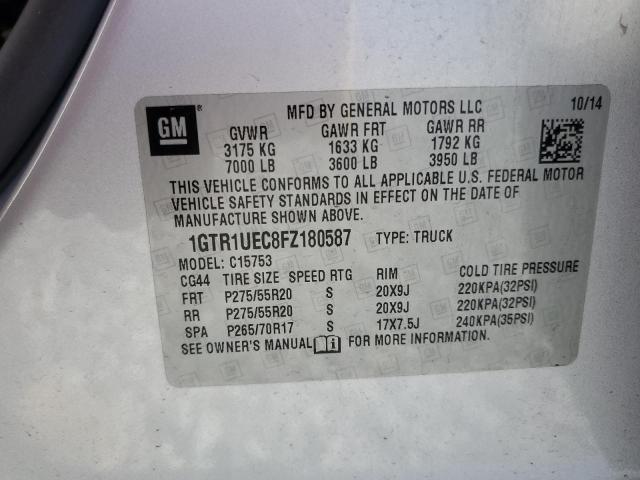 GM
MFD BY GENERAL MOTORS LLC 10/14
GVWR GAWR FRT GAWR RR
3175 KG 1633 KG 1792 KG
7000 LB 3600 LB 3950 LB
THIS VEHICLE CONFORMS TO ALL APPLICABLE U.S. FEDERAL MOTOR
VEHICLE SAFETY STANDARDS IN EFFECT ON THE DATE OF
MANUFACTURE SHOWN ABOVE.
1GTR1UEC8FZ180587 TYPE: TRUCK
MODEL: C15753
CG44 TIRE SIZE SPEED RTG RIM COLD TIRE PRESSURE
FRT P275/55R20 S 20X9J 220KPA(32PSI)
RR P275/55R20 S 20X9J 220KPA(32PSI)
SPA P265/70R17 S 17X7.5J 240KPA(35PSI)
SEE OWNER'S MANUAL FOR MORE INFORMATION.